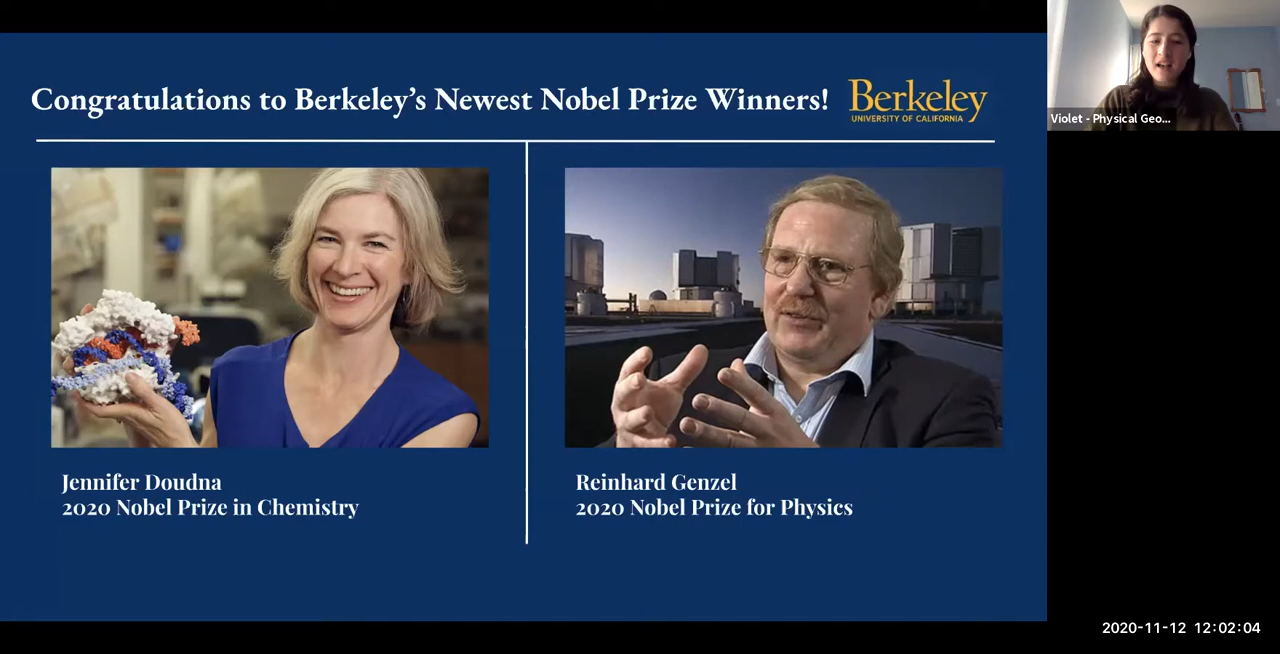 Congratulations to Berkeley’s Newest Nobel Prize Winners!
Berkeley
UNIVERSITY OF CALIFORNIA
Violet - Physical Geo...
Jennifer Doudna
2020 Nobel Prize in Chemistry
Reinhard Genzel
2020 Nobel Prize for Physics
2020-11-12 12:02:04